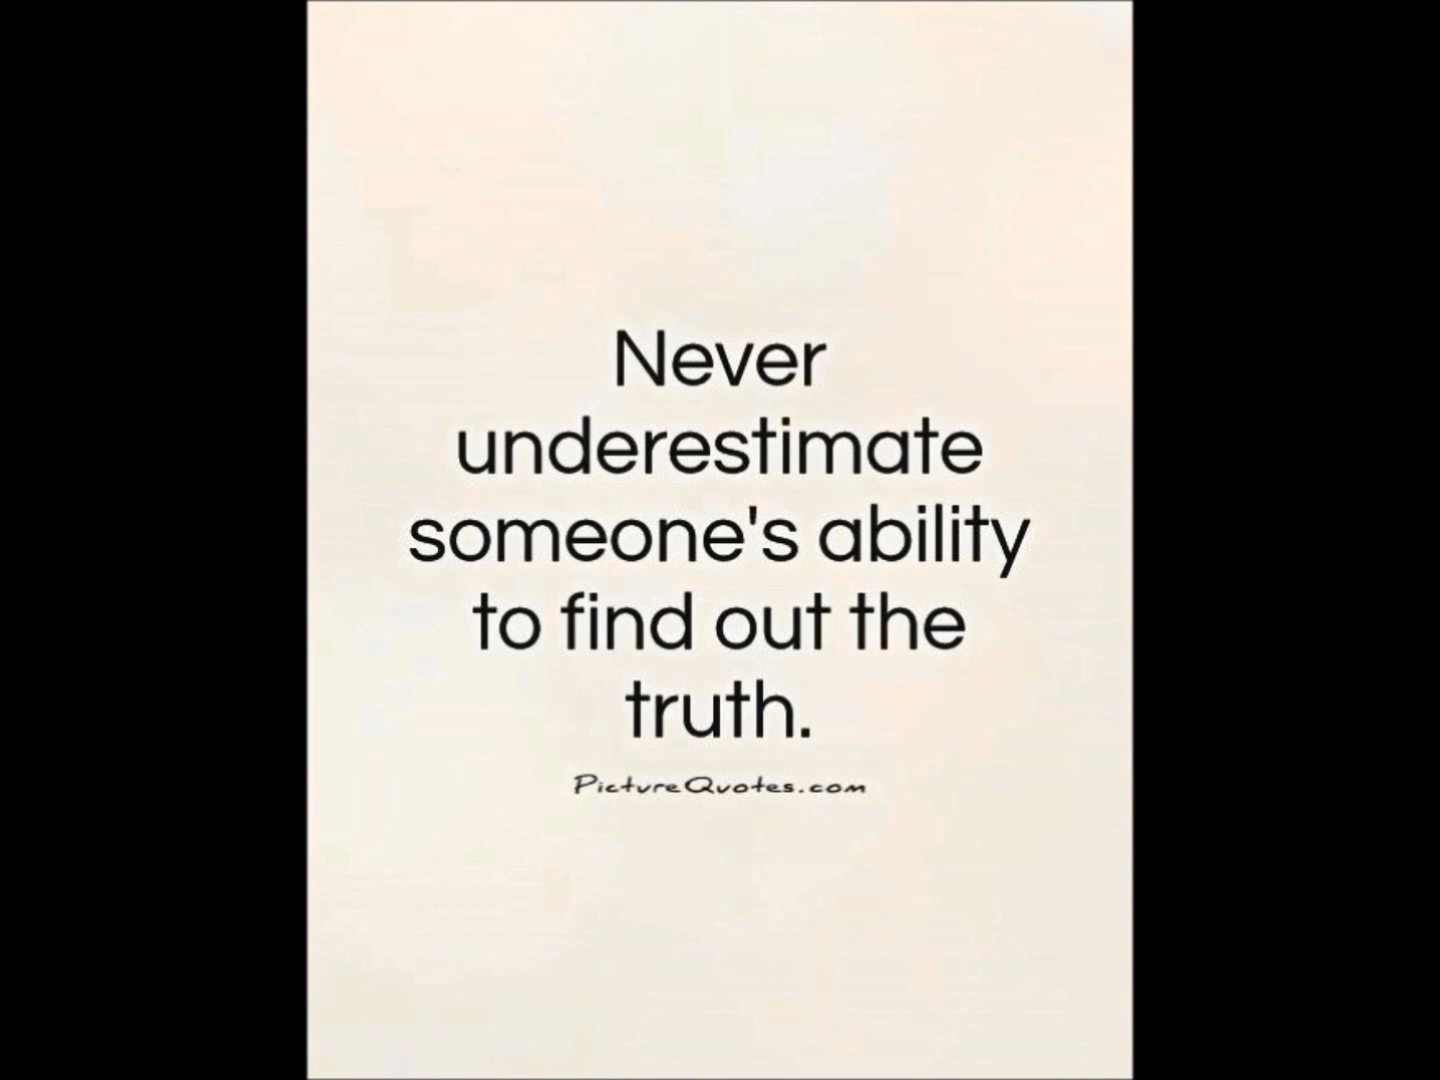 Never
underestimate
someone's ability
to find out the
truth.
PictureQuotes.com